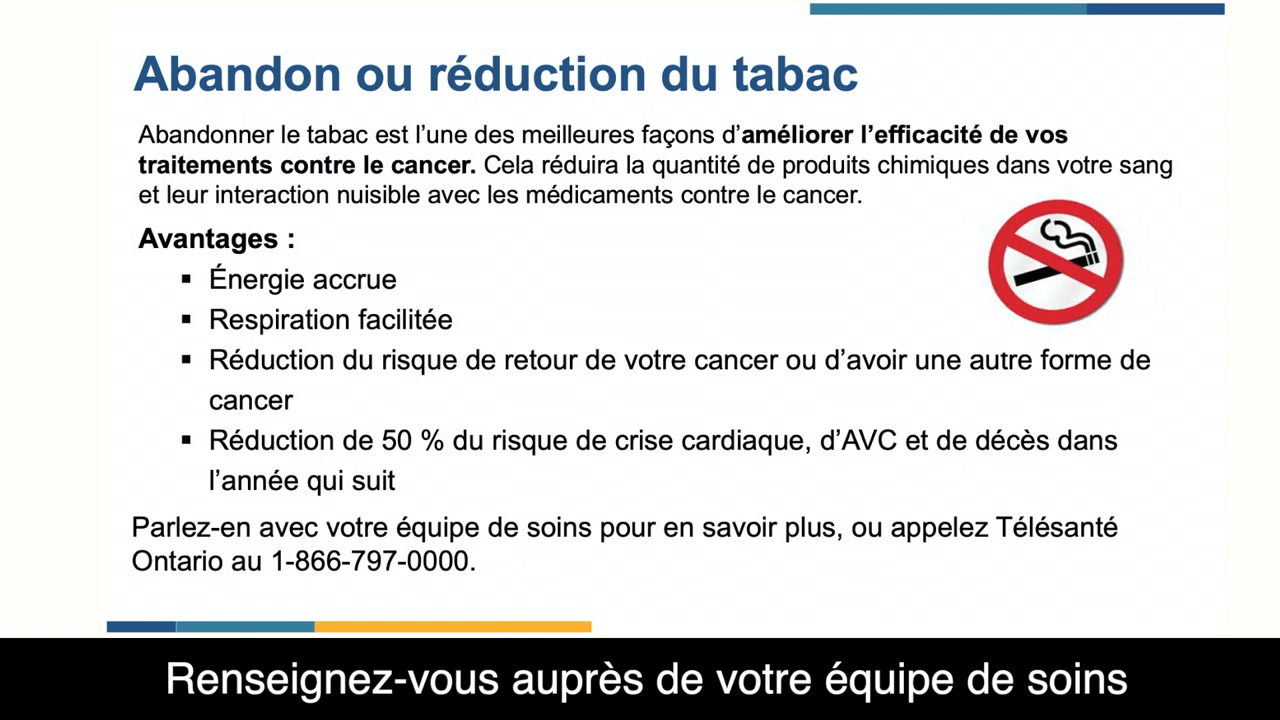 Abandon ou réduction du tabac
Abandonner le tabac est l’une des meilleures façons d’améliorer l’efficacité de vos
traitements contre le cancer. Cela réduira la quantité de produits chimiques dans votre sang
et leur interaction nuisible avec les médicaments contre le cancer.
Avantages :
▪ Énergie accrue
▪ Respiration facilitée
▪ Réduction du risque de retour de votre cancer ou d’avoir une autre forme de
cancer
▪ Réduction de 50 % du risque de crise cardiaque, d’AVC et de décès dans
l’année qui suit
Parlez-en avec votre équipe de soins pour en savoir plus, ou appelez Télésanté
Ontario au 1-866-797-0000.
Renseignez-vous auprès de votre équipe de soins